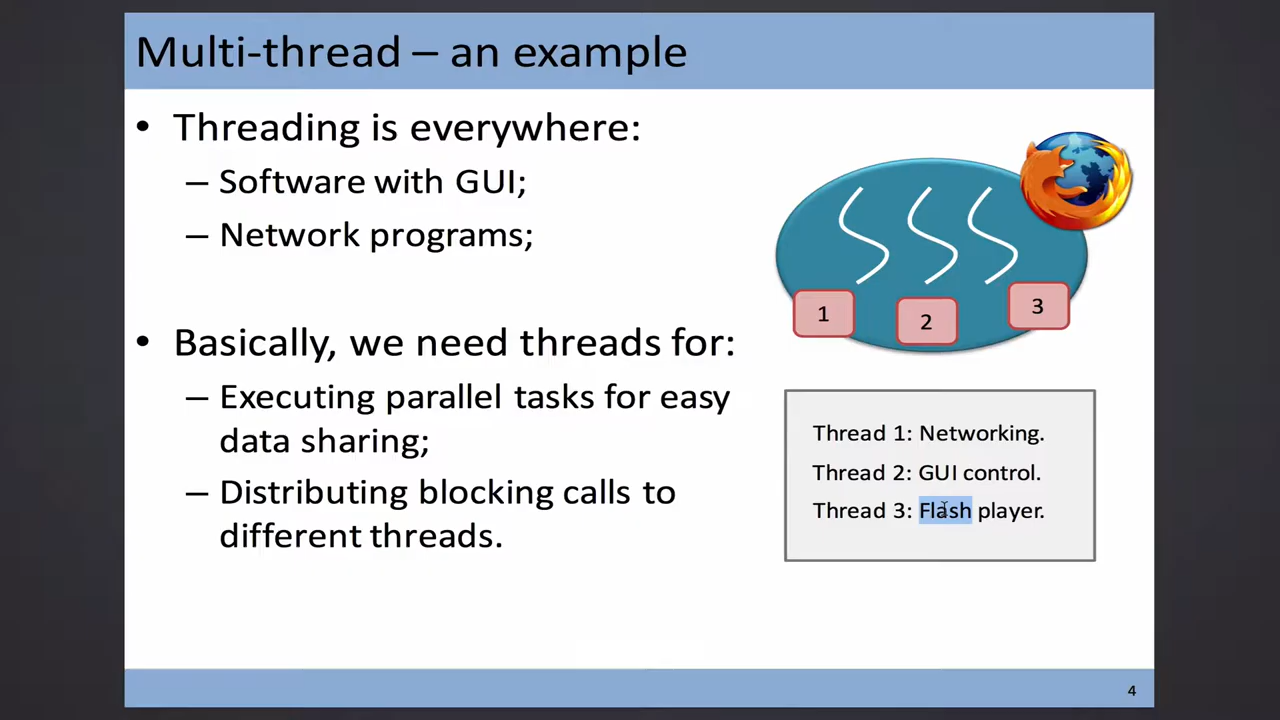 Multi-thread – an example
• Threading is everywhere:
– Software with GUI;
– Network programs;
• Basically, we need threads for:
– Executing parallel tasks for easy
data sharing;
– Distributing blocking calls to
different threads.
1
2
3
Thread 1: Networking.
Thread 2: GUI control.
Thread 3: Flash player.
4